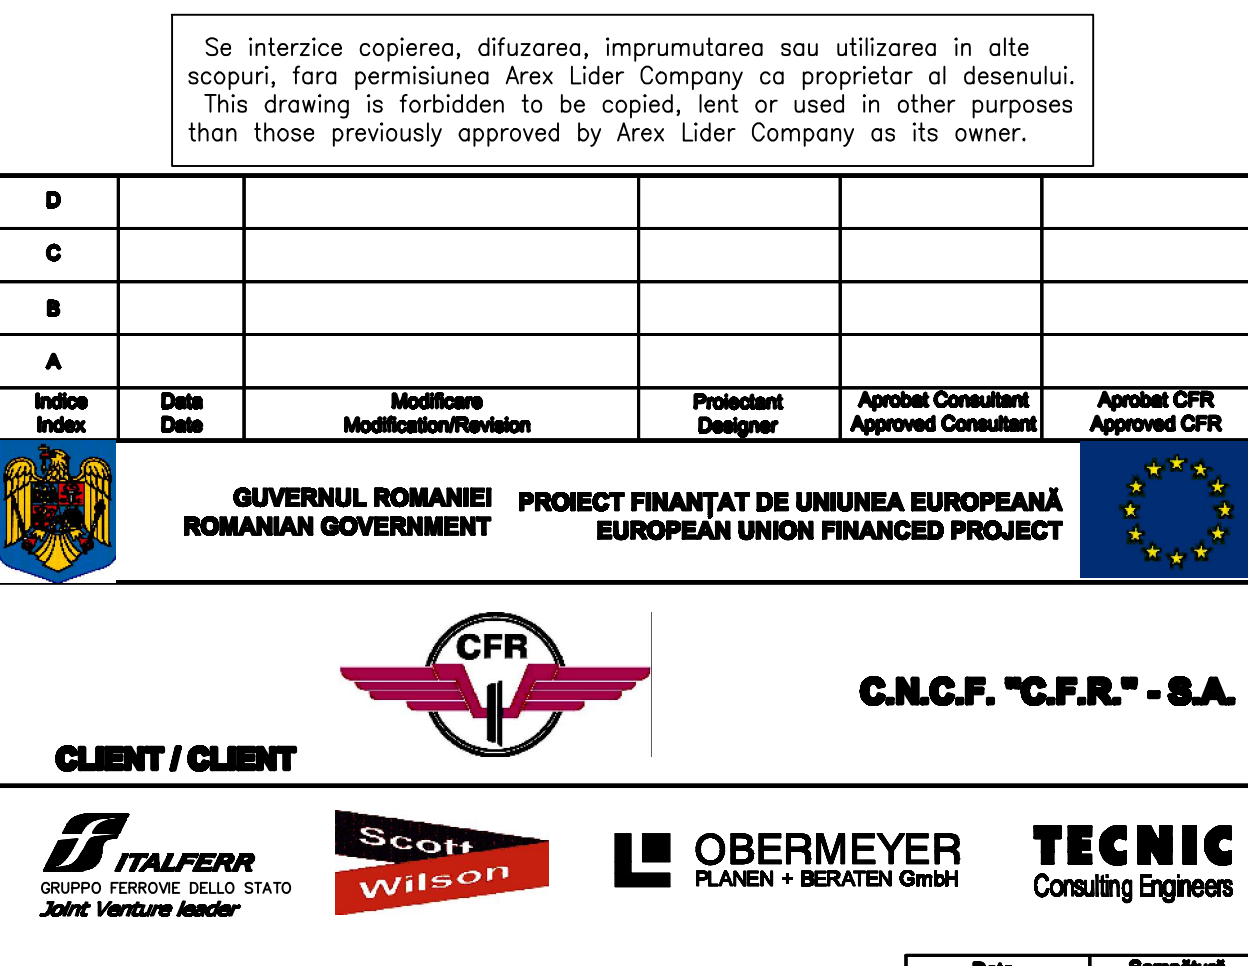 Se interzice copierea, difuzarea, imprumutarea sau utilizarea in alte
scopuri, fara permisiunea Arex Lider Company ca proprietar al desenului.
This drawing is forbidden to be copied, lent or used in other purposes
than those previously approved by Arex Lider Company as its owner.
D
C
B
A
Indice Data Modificare Proiectant Aprobat Consultant Aprobat CFR
Index Date Modification/Revision Designer Approved Consultant Approved CFR
GUVERNUL ROMANIEI
ROMANIAN GOVERNMENT
PROIECT FINANȚAT DE UNIUNEA EUROPEANĂ
EUROPEAN UNION FINANCED PROJECT
CFR
C.N.C.F. "C.F.R." - S.A.
CLIENT / CLIENT
ITALFERR
GRUPPO FERROVIE DELLO STATO
Joint Venture leader
Scott
Wilson
OBERMEYER
PLANEN + BERATEN GmbH
TECNIC
Consulting Engineers